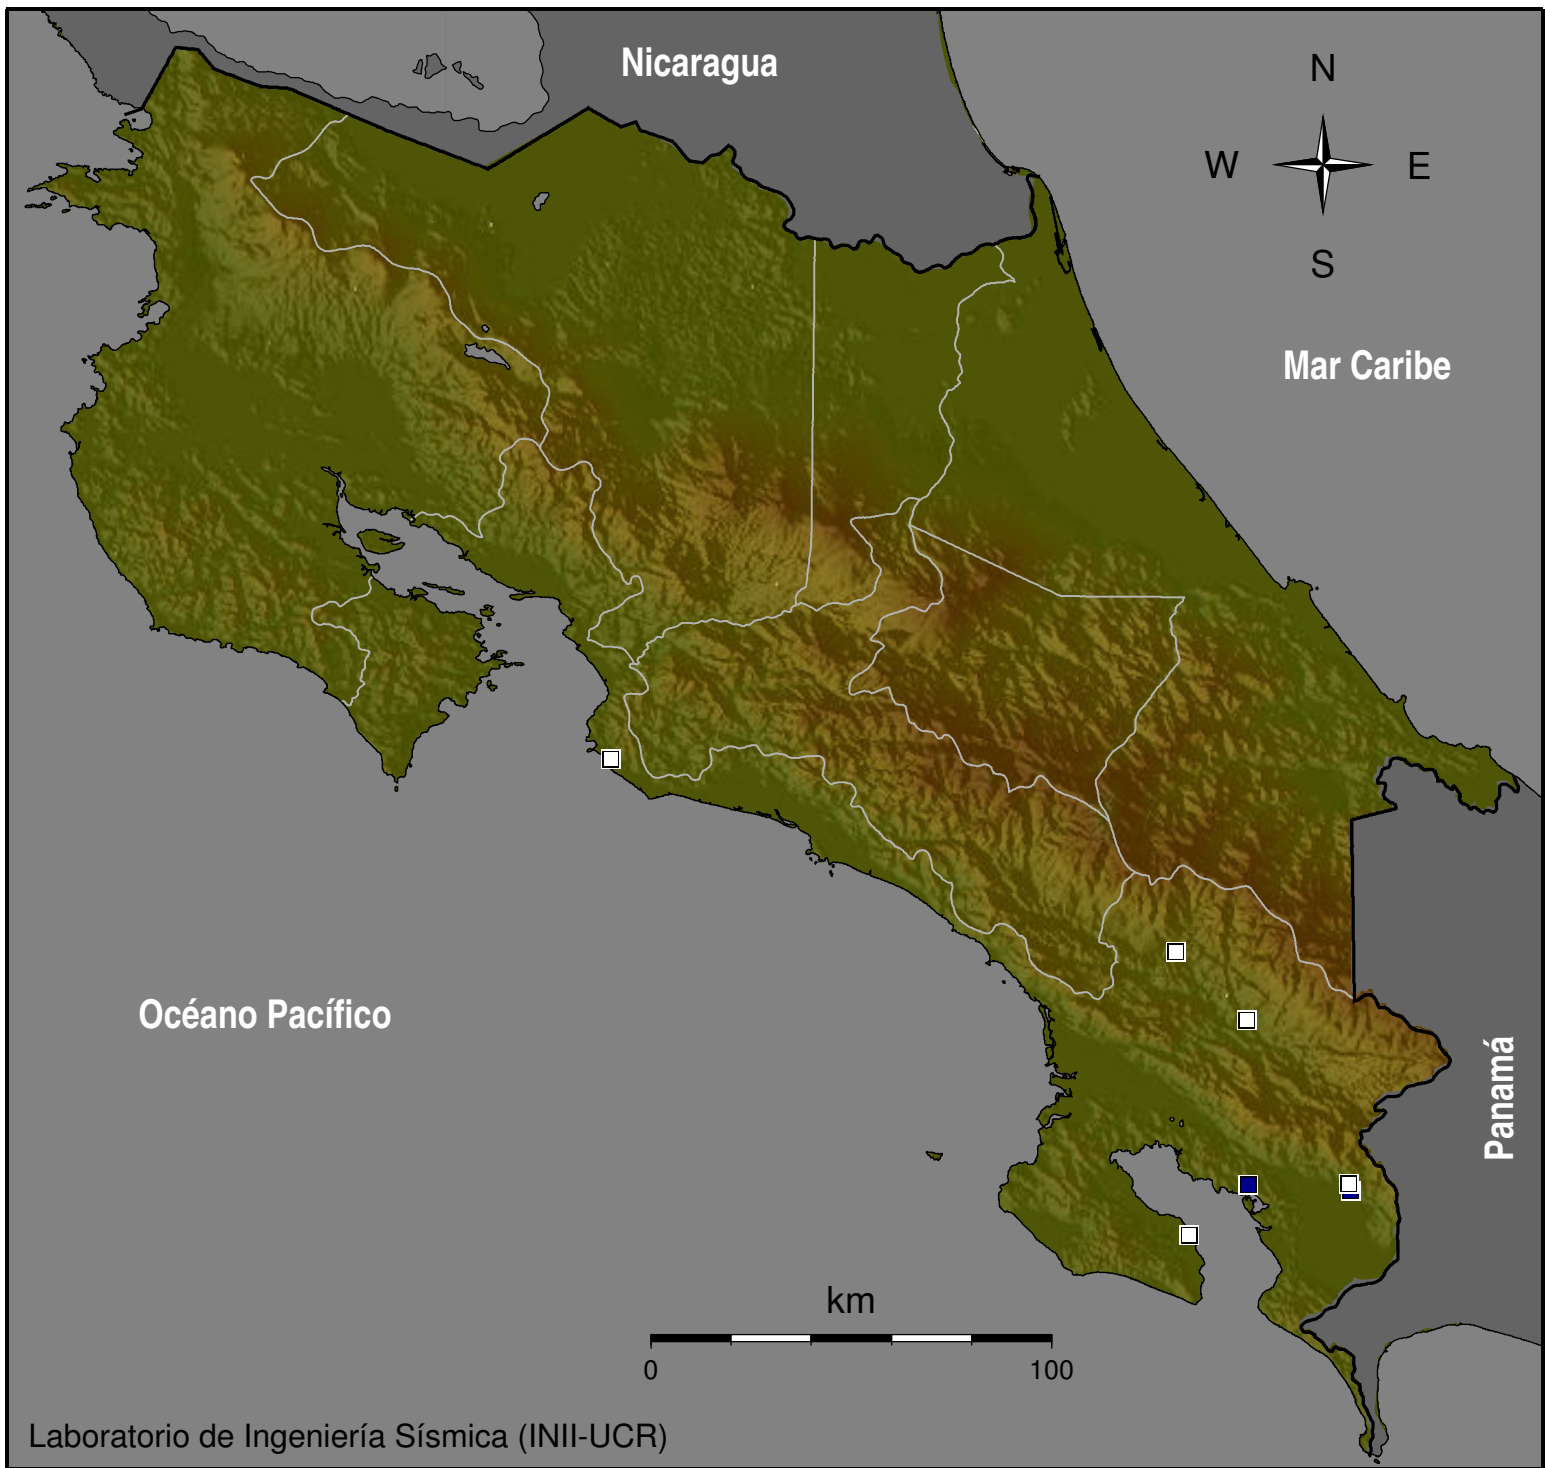 Nicaragua
N
W
E
S
Mar Caribe
Océano Pacífico
Panamá
km
0
100
Laboratorio de Ingeniería Sísmica (INII-UCR)